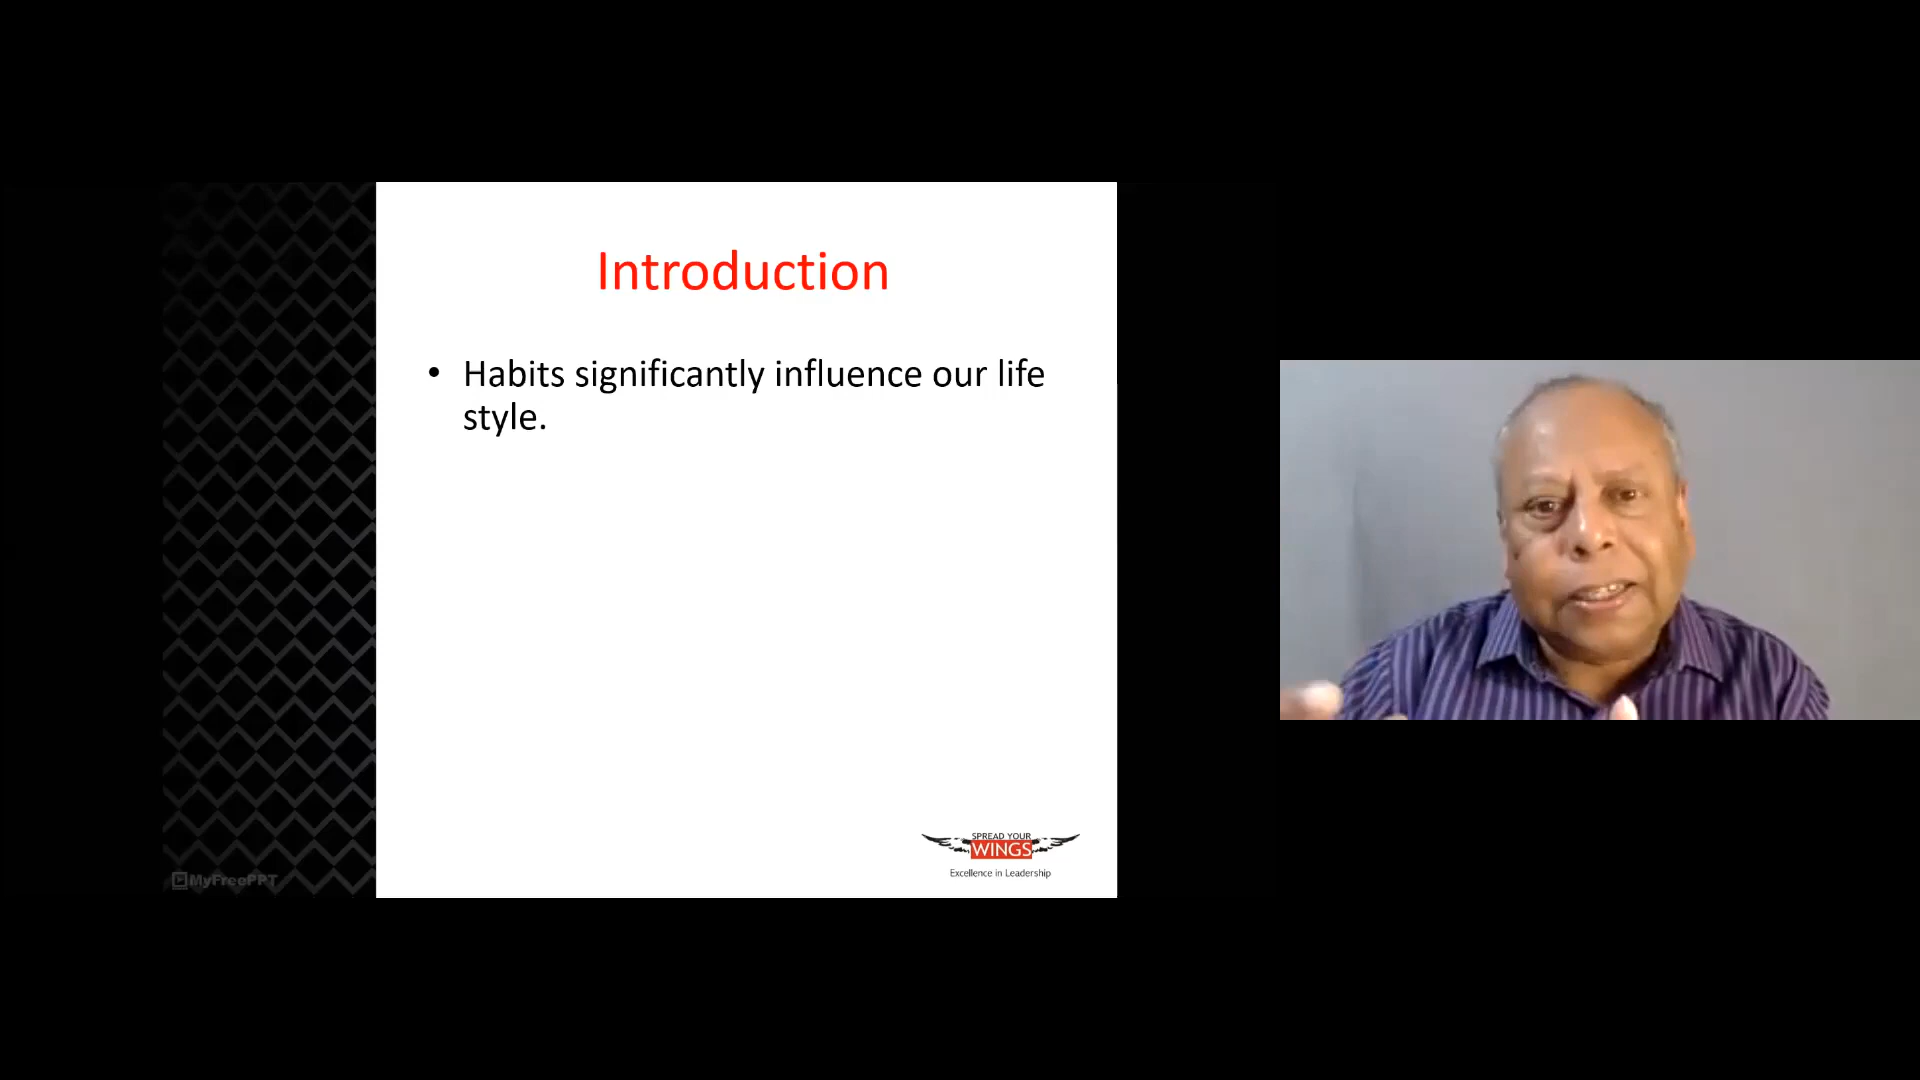 Introduction
• Habits significantly influence our life
style.
SPREAD YOUR
WINGS
Excellence in Leadership
MyFreePPT